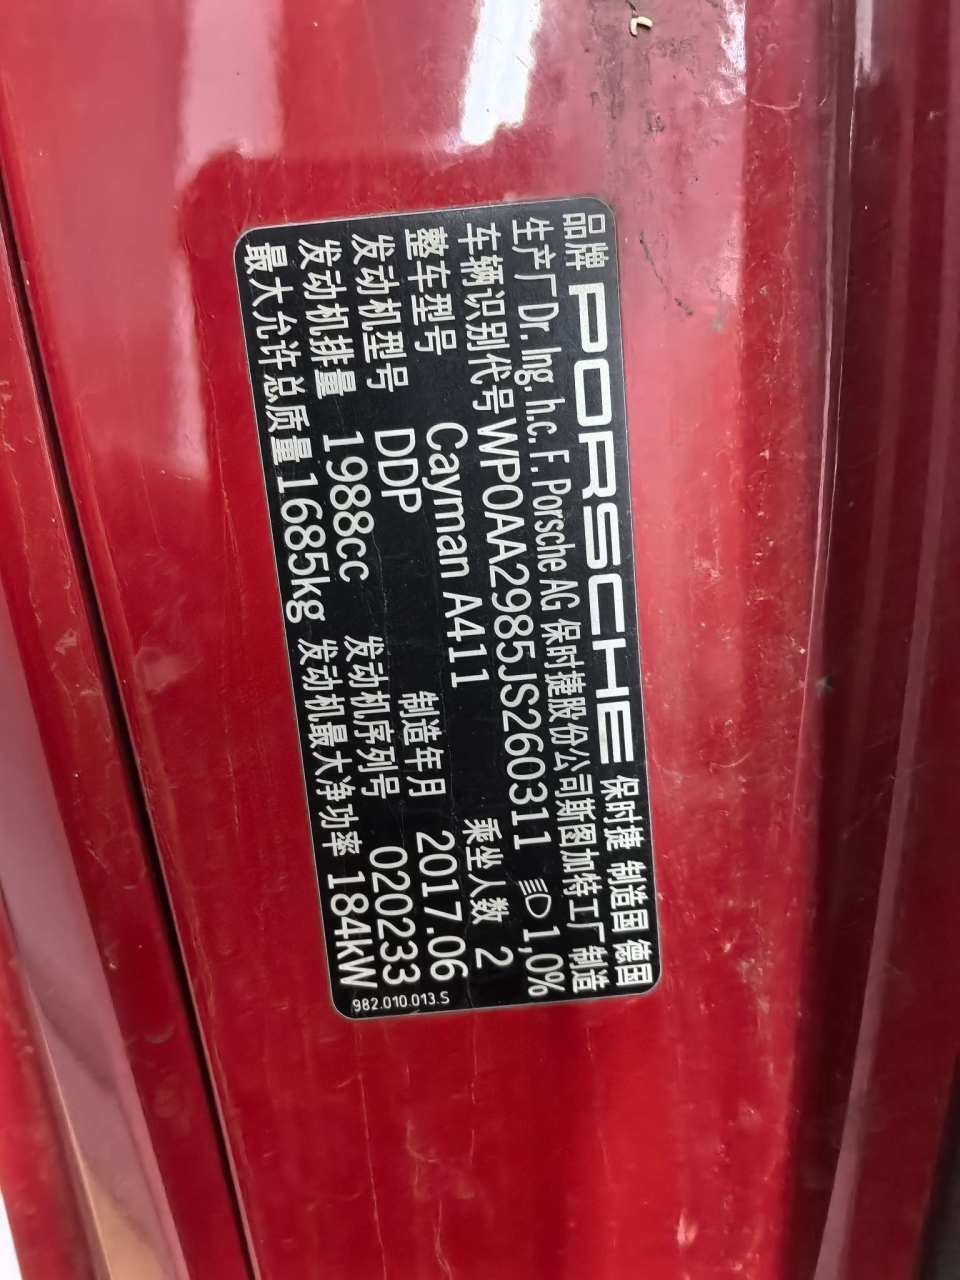 品牌 PORSCHE 保时捷 制造国 德国
生产厂 Dr. Ing. h.c. F. Porsche AG 保时捷股份公司斯图加特工厂制造
车辆识别代号 WP0AA2985JS260311 1,0%
整车型号 Cayman A411 乘坐人数 2
发动机型号 DDP 制造年月 2017.06
发动机排量 1988cc 发动机序列号 020233
最大允许总质量 1685kg 发动机最大净功率 184kW
982.010.013.S